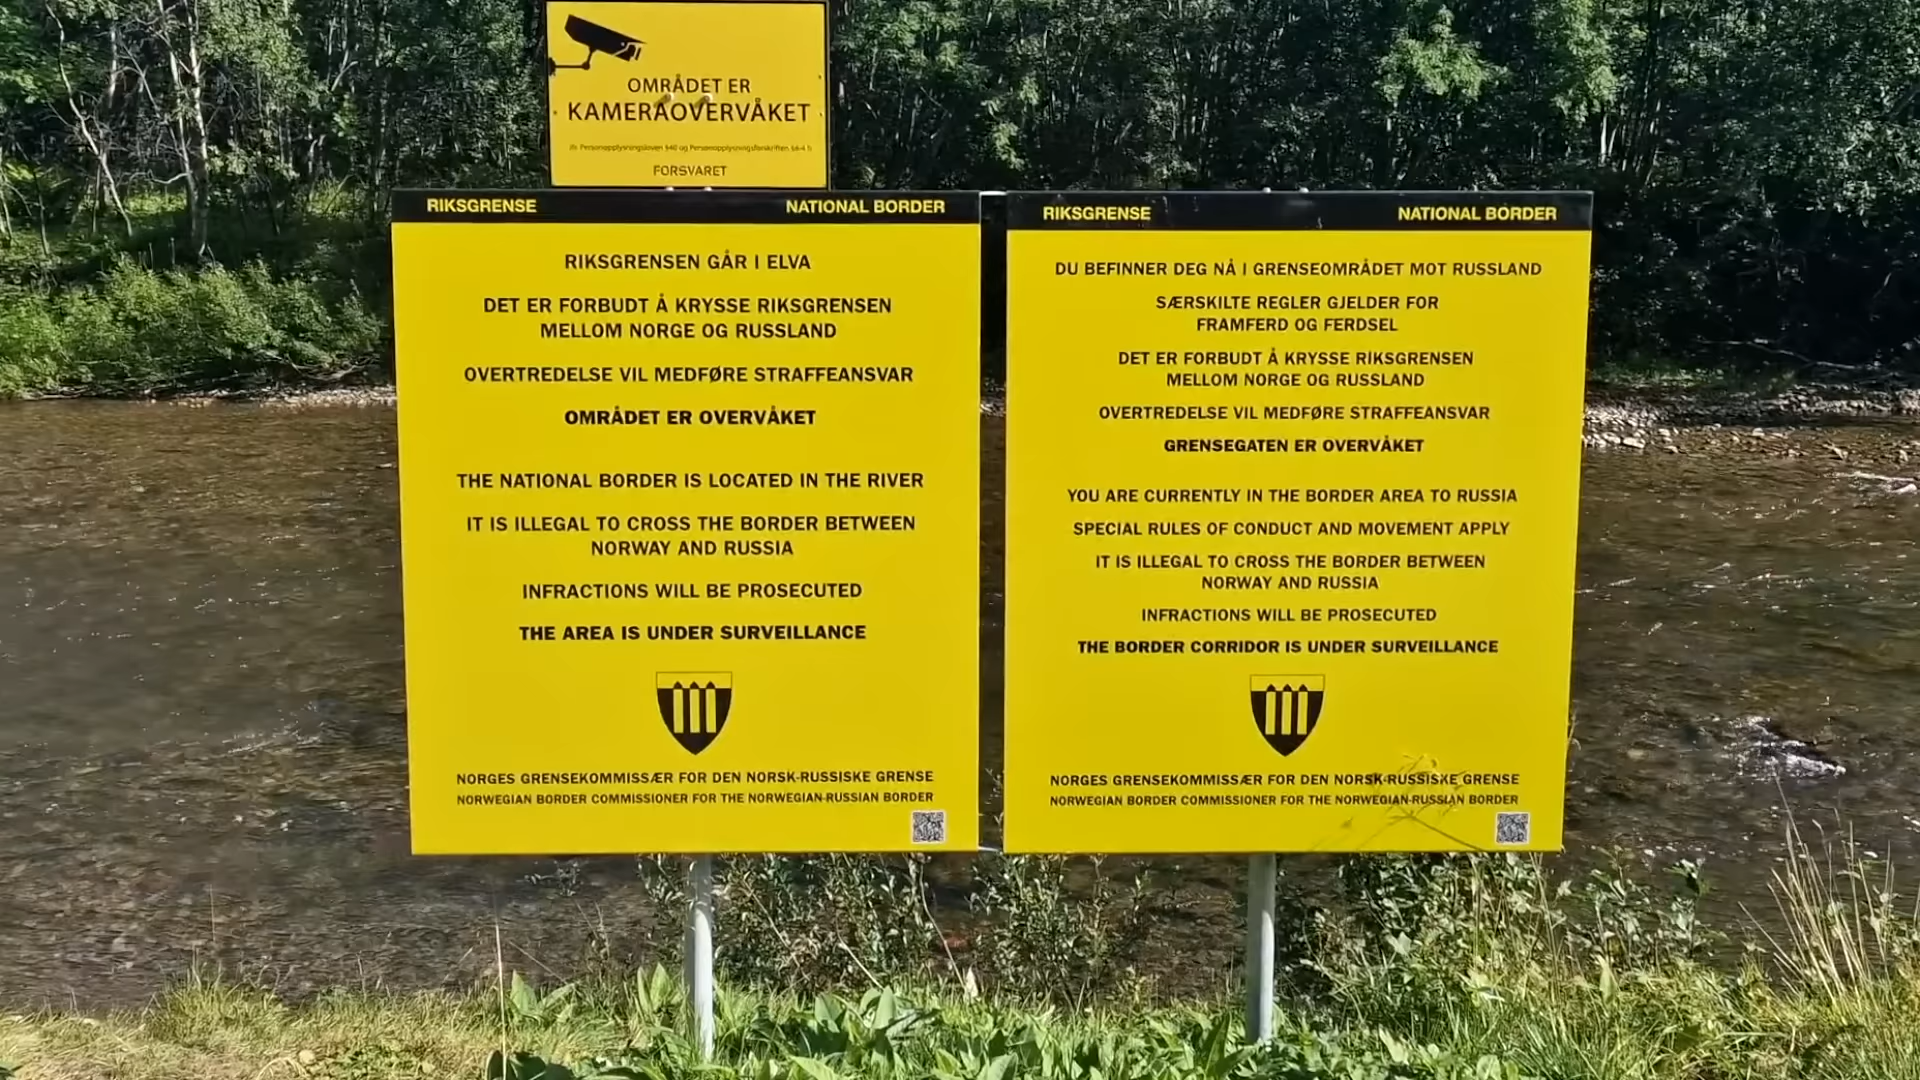 OMRÅDET ER
KAMERAOVERVÅKET
FORSVARET
RIKSGRENSE NATIONAL BORDER
RIKSGRENSEN GÅR I ELVA
DET ER FORBUDT Å KRYSSE RIKSGRENSEN
MELLOM NORGE OG RUSSLAND
OVERTREDELSE VIL MEDFØRE STRAFFEANSVAR
OMRÅDET ER OVERVÅKET
THE NATIONAL BORDER IS LOCATED IN THE RIVER
IT IS ILLEGAL TO CROSS THE BORDER BETWEEN
NORWAY AND RUSSIA
INFRACTIONS WILL BE PROSECUTED
THE AREA IS UNDER SURVEILLANCE
NORGES GRENSEKOMMISSÆR FOR DEN NORSK-RUSSISKE GRENSE
NORWEGIAN BORDER COMMISSIONER FOR THE NORWEGIAN-RUSSIAN BORDER
RIKSGRENSE NATIONAL BORDER
DU BEFINNER DEG NÅ I GRENSEOMRÅDET MOT RUSSLAND
SÆRSKILTE REGLER GJELDER FOR
FRAMFERD OG FERDSEL
DET ER FORBUDT Å KRYSSE RIKSGRENSEN
MELLOM NORGE OG RUSSLAND
OVERTREDELSE VIL MEDFØRE STRAFFEANSVAR
GRENSEGATEN ER OVERVÅKET
YOU ARE CURRENTLY IN THE BORDER AREA TO RUSSIA
SPECIAL RULES OF CONDUCT AND MOVEMENT APPLY
IT IS ILLEGAL TO CROSS THE BORDER BETWEEN
NORWAY AND RUSSIA
INFRACTIONS WILL BE PROSECUTED
THE BORDER CORRIDOR IS UNDER SURVEILLANCE
NORGES GRENSEKOMMISSÆR FOR DEN NORSK-RUSSISKE GRENSE
NORWEGIAN BORDER COMMISSIONER FOR THE NORWEGIAN-RUSSIAN BORDER